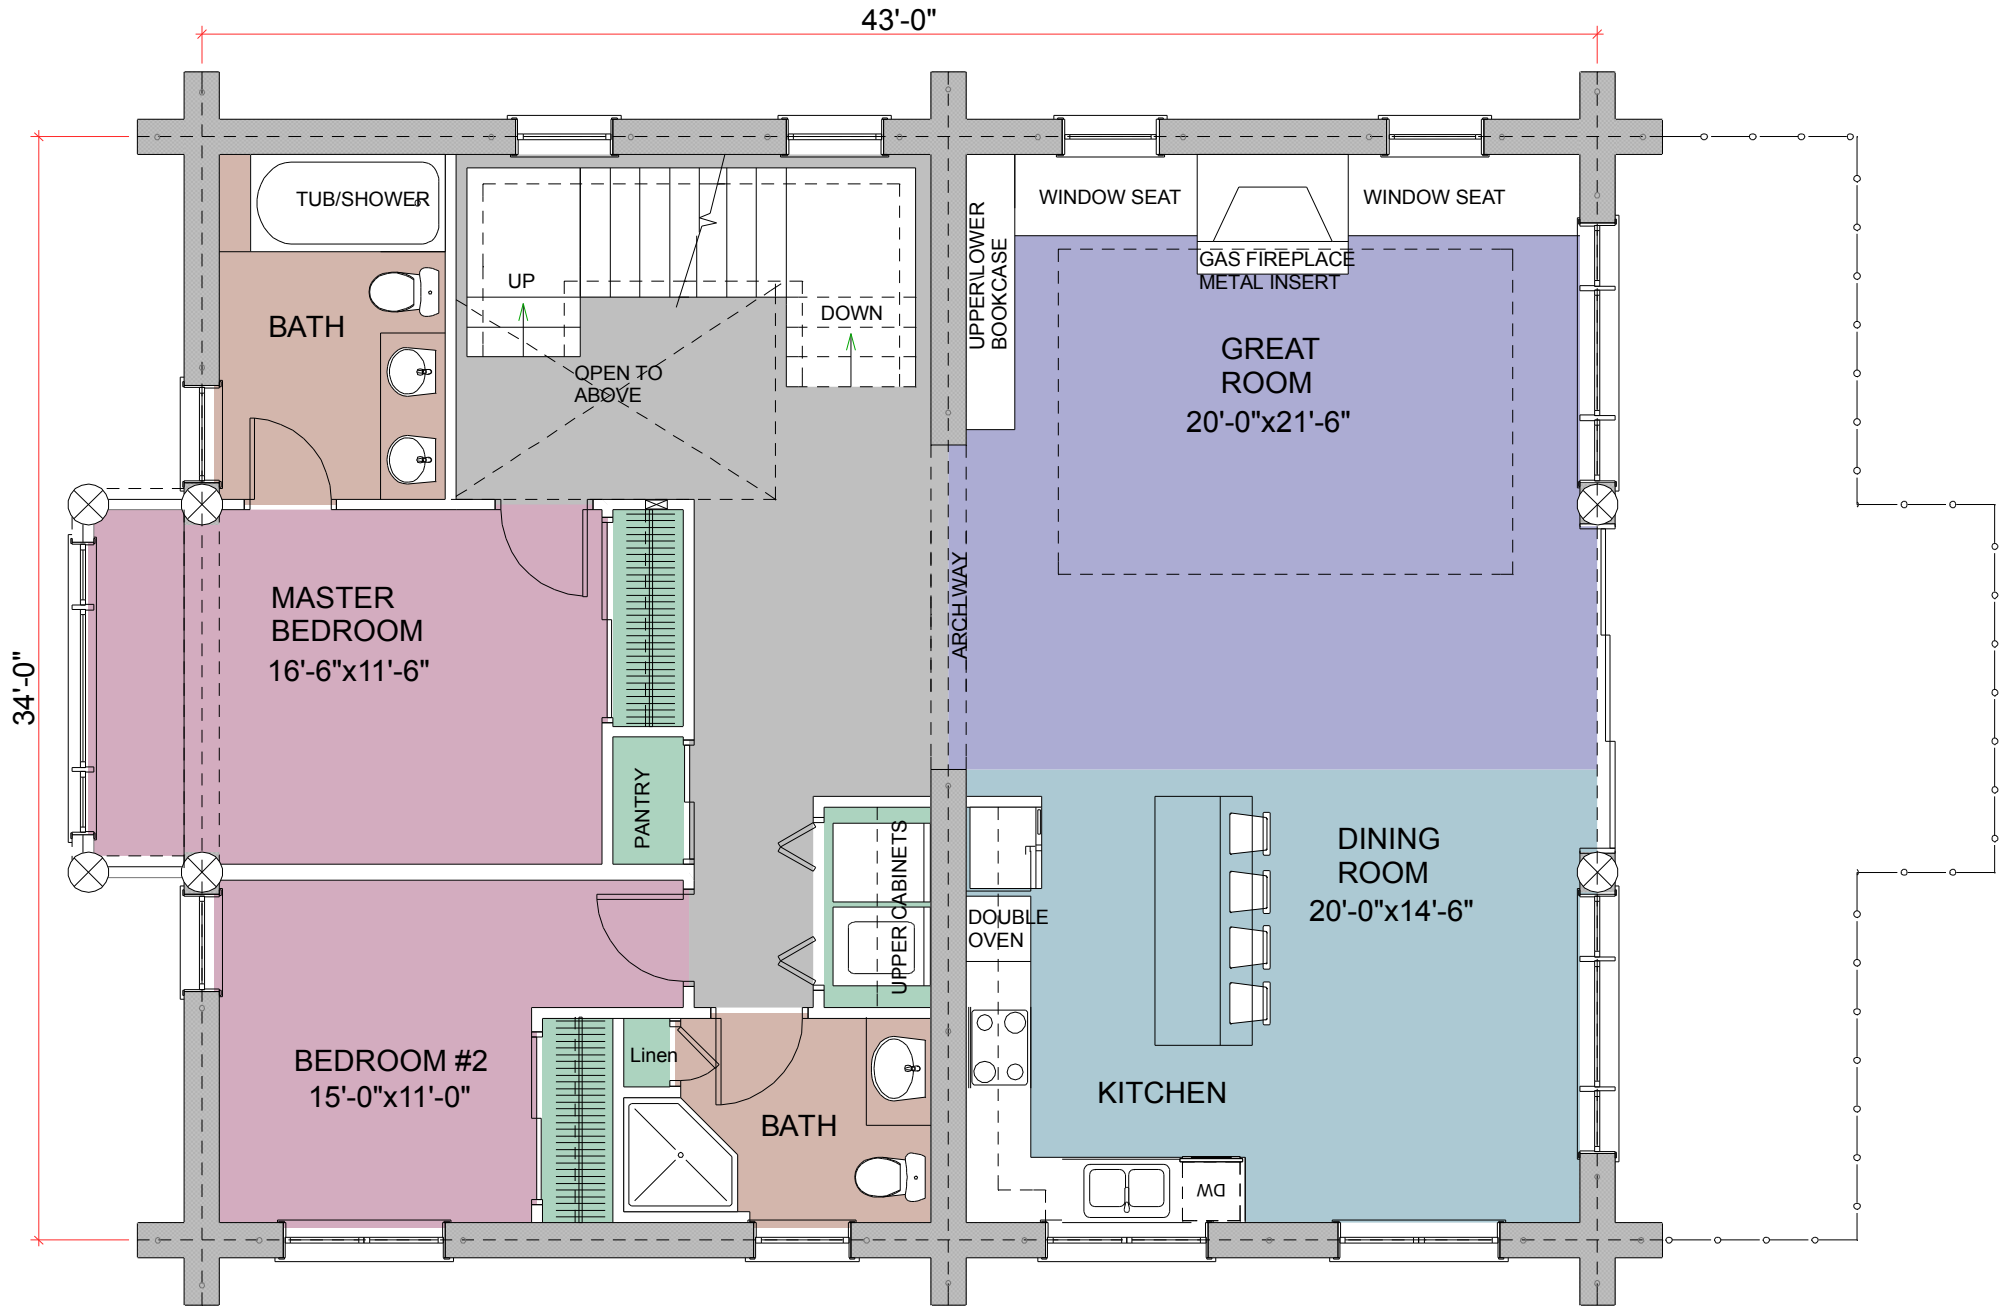 43'-0"
34'-0"
TUB/SHOWER
BATH
UP
DOWN
OPEN TO
ABOVE
UPPER\LOWER
BOOKCASE
WINDOW SEAT
WINDOW SEAT
GAS FIREPLACE
METAL INSERT
GREAT
ROOM
20'-0"x21'-6"
ARCH WAY
MASTER
BEDROOM
16'-6"x11'-6"
PANTRY
UPPER CABINETS
DOUBLE
OVEN
DINING
ROOM
20'-0"x14'-6"
BEDROOM #2
15'-0"x11'-0"
Linen
BATH
KITCHEN
DW